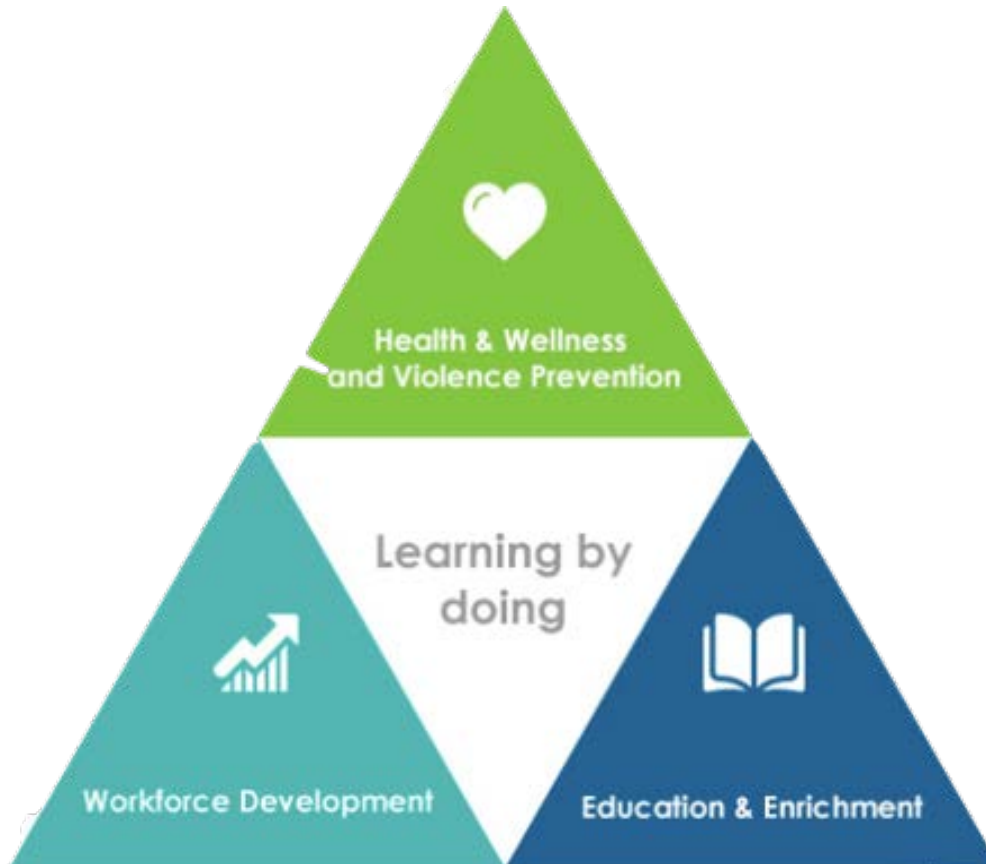 Health & Wellness
and Violence Prevention
Learning by
doing
Workforce Development
Education & Enrichment